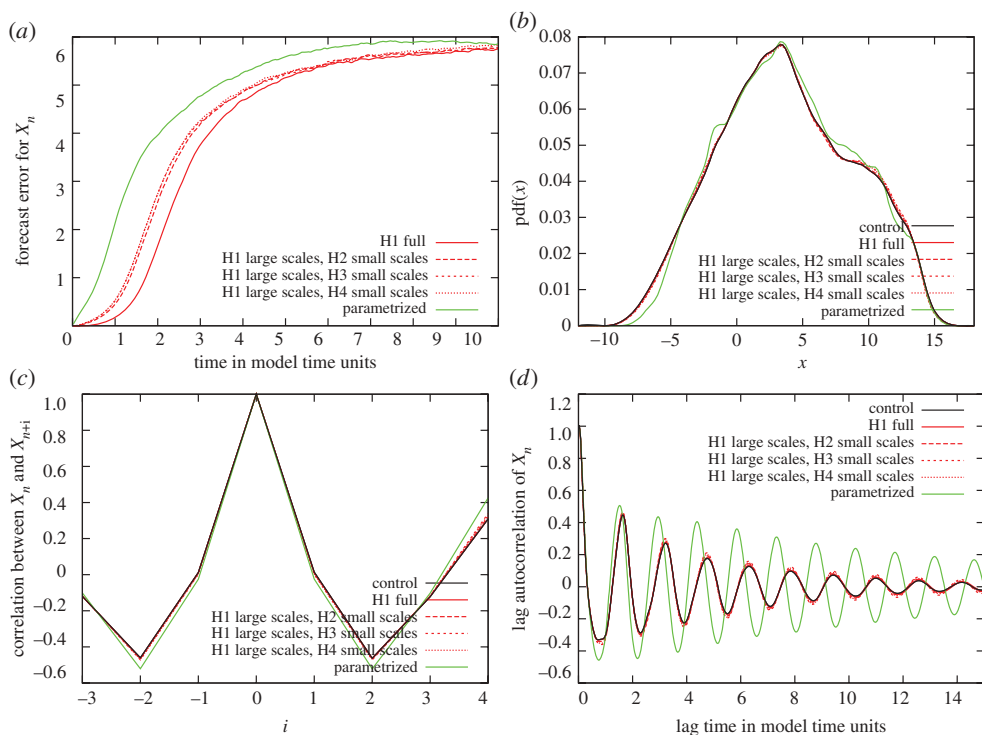 (a)
forecast error for Xn
6
5
4
3
2
1
0 1 2 3 4 5 6 7 8 9 10
time in model time units
H1 full
H1 large scales, H2 small scales
H1 large scales, H3 small scales
H1 large scales, H4 small scales
parametrized
(b)
pdf(x)
0.08
0.07
0.06
0.05
0.04
0.03
0.02
0.01
0
−10 −5 0 5 10 15
x
control
H1 full
H1 large scales, H2 small scales
H1 large scales, H3 small scales
H1 large scales, H4 small scales
parametrized
(c)
correlation between Xn and Xn+i
1.0
0.8
0.6
0.4
0.2
0
−0.2
−0.4
−0.6
−3 −2 −1 0 1 2 3 4
i
control
H1 full
H1 large scales, H2 small scales
H1 large scales, H3 small scales
H1 large scales, H4 small scales
parametrized
(d)
lag autocorrelation of Xn
1.2
1.0
0.8
0.6
0.4
0.2
0
−0.2
−0.4
−0.6
0 2 4 6 8 10 12 14
lag time in model time units
control
H1 full
H1 large scales, H2 small scales
H1 large scales, H3 small scales
H1 large scales, H4 small scales
parametrized